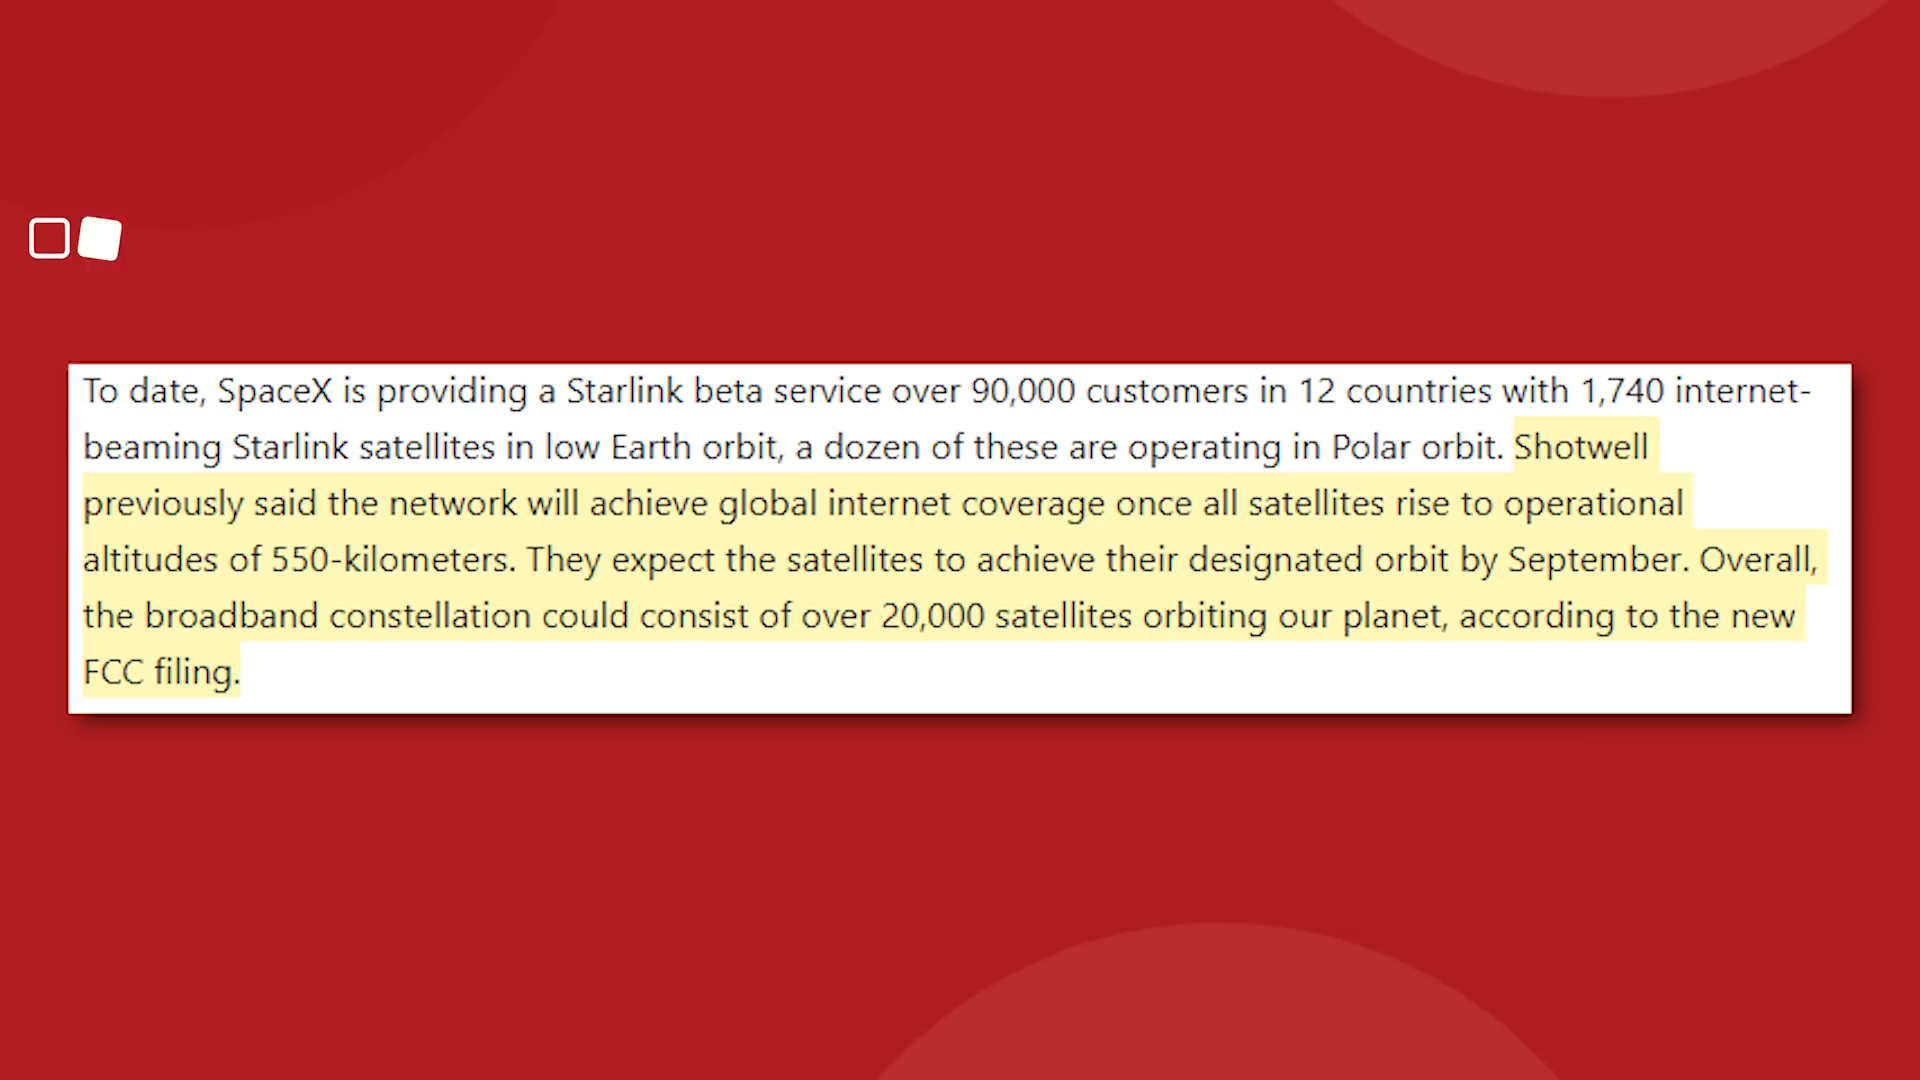 To date, SpaceX is providing a Starlink beta service over 90,000 customers in 12 countries with 1,740 internet-
beaming Starlink satellites in low Earth orbit, a dozen of these are operating in Polar orbit. Shotwell
previously said the network will achieve global internet coverage once all satellites rise to operational
altitudes of 550-kilometers. They expect the satellites to achieve their designated orbit by September. Overall,
the broadband constellation could consist of over 20,000 satellites orbiting our planet, according to the new
FCC filing.